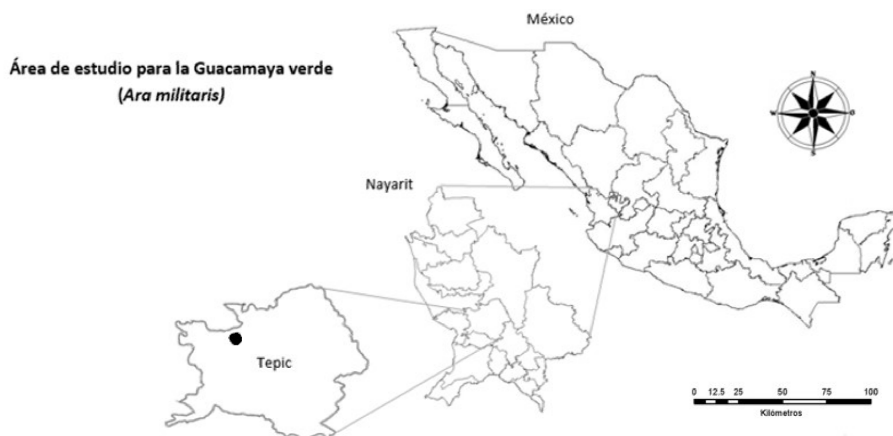 México
Área de estudio para la Guacamaya verde
(Ara militaris)
N
W
G
S
Nayarit
Tepic
0 12.5 25 50 75 100
Kilómetros